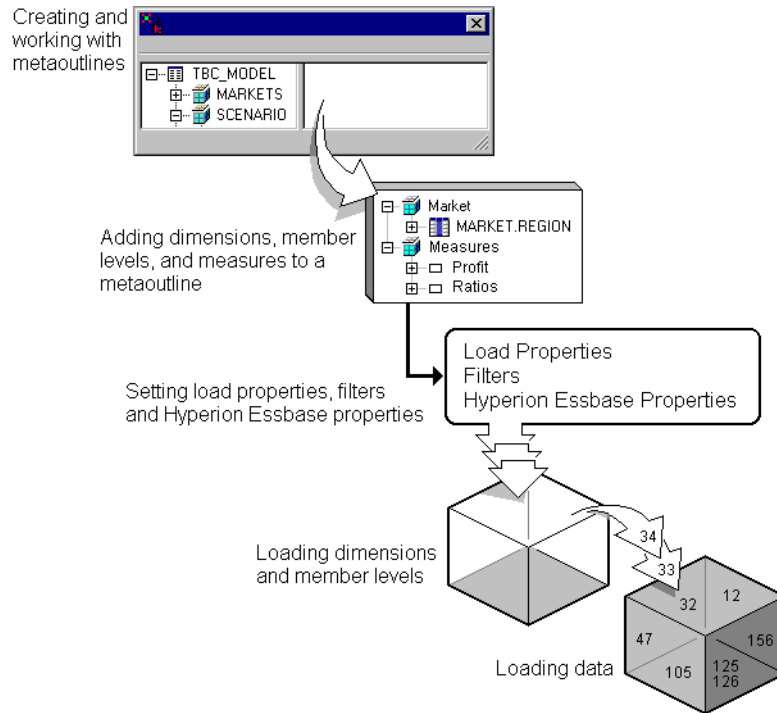 Creating and
working with
metaoutlines
TBC_MODEL
MARKETS
SCENARIO
Market
MARKET.REGION
Measures
Profit
Ratios
Adding dimensions, member
levels, and measures to a
metaoutline
Load Properties
Filters
Hyperion Essbase Properties
Setting load properties, filters
and Hyperion Essbase properties
Loading dimensions
and member levels
34
33
32
12
47
156
105
125
126
Loading data